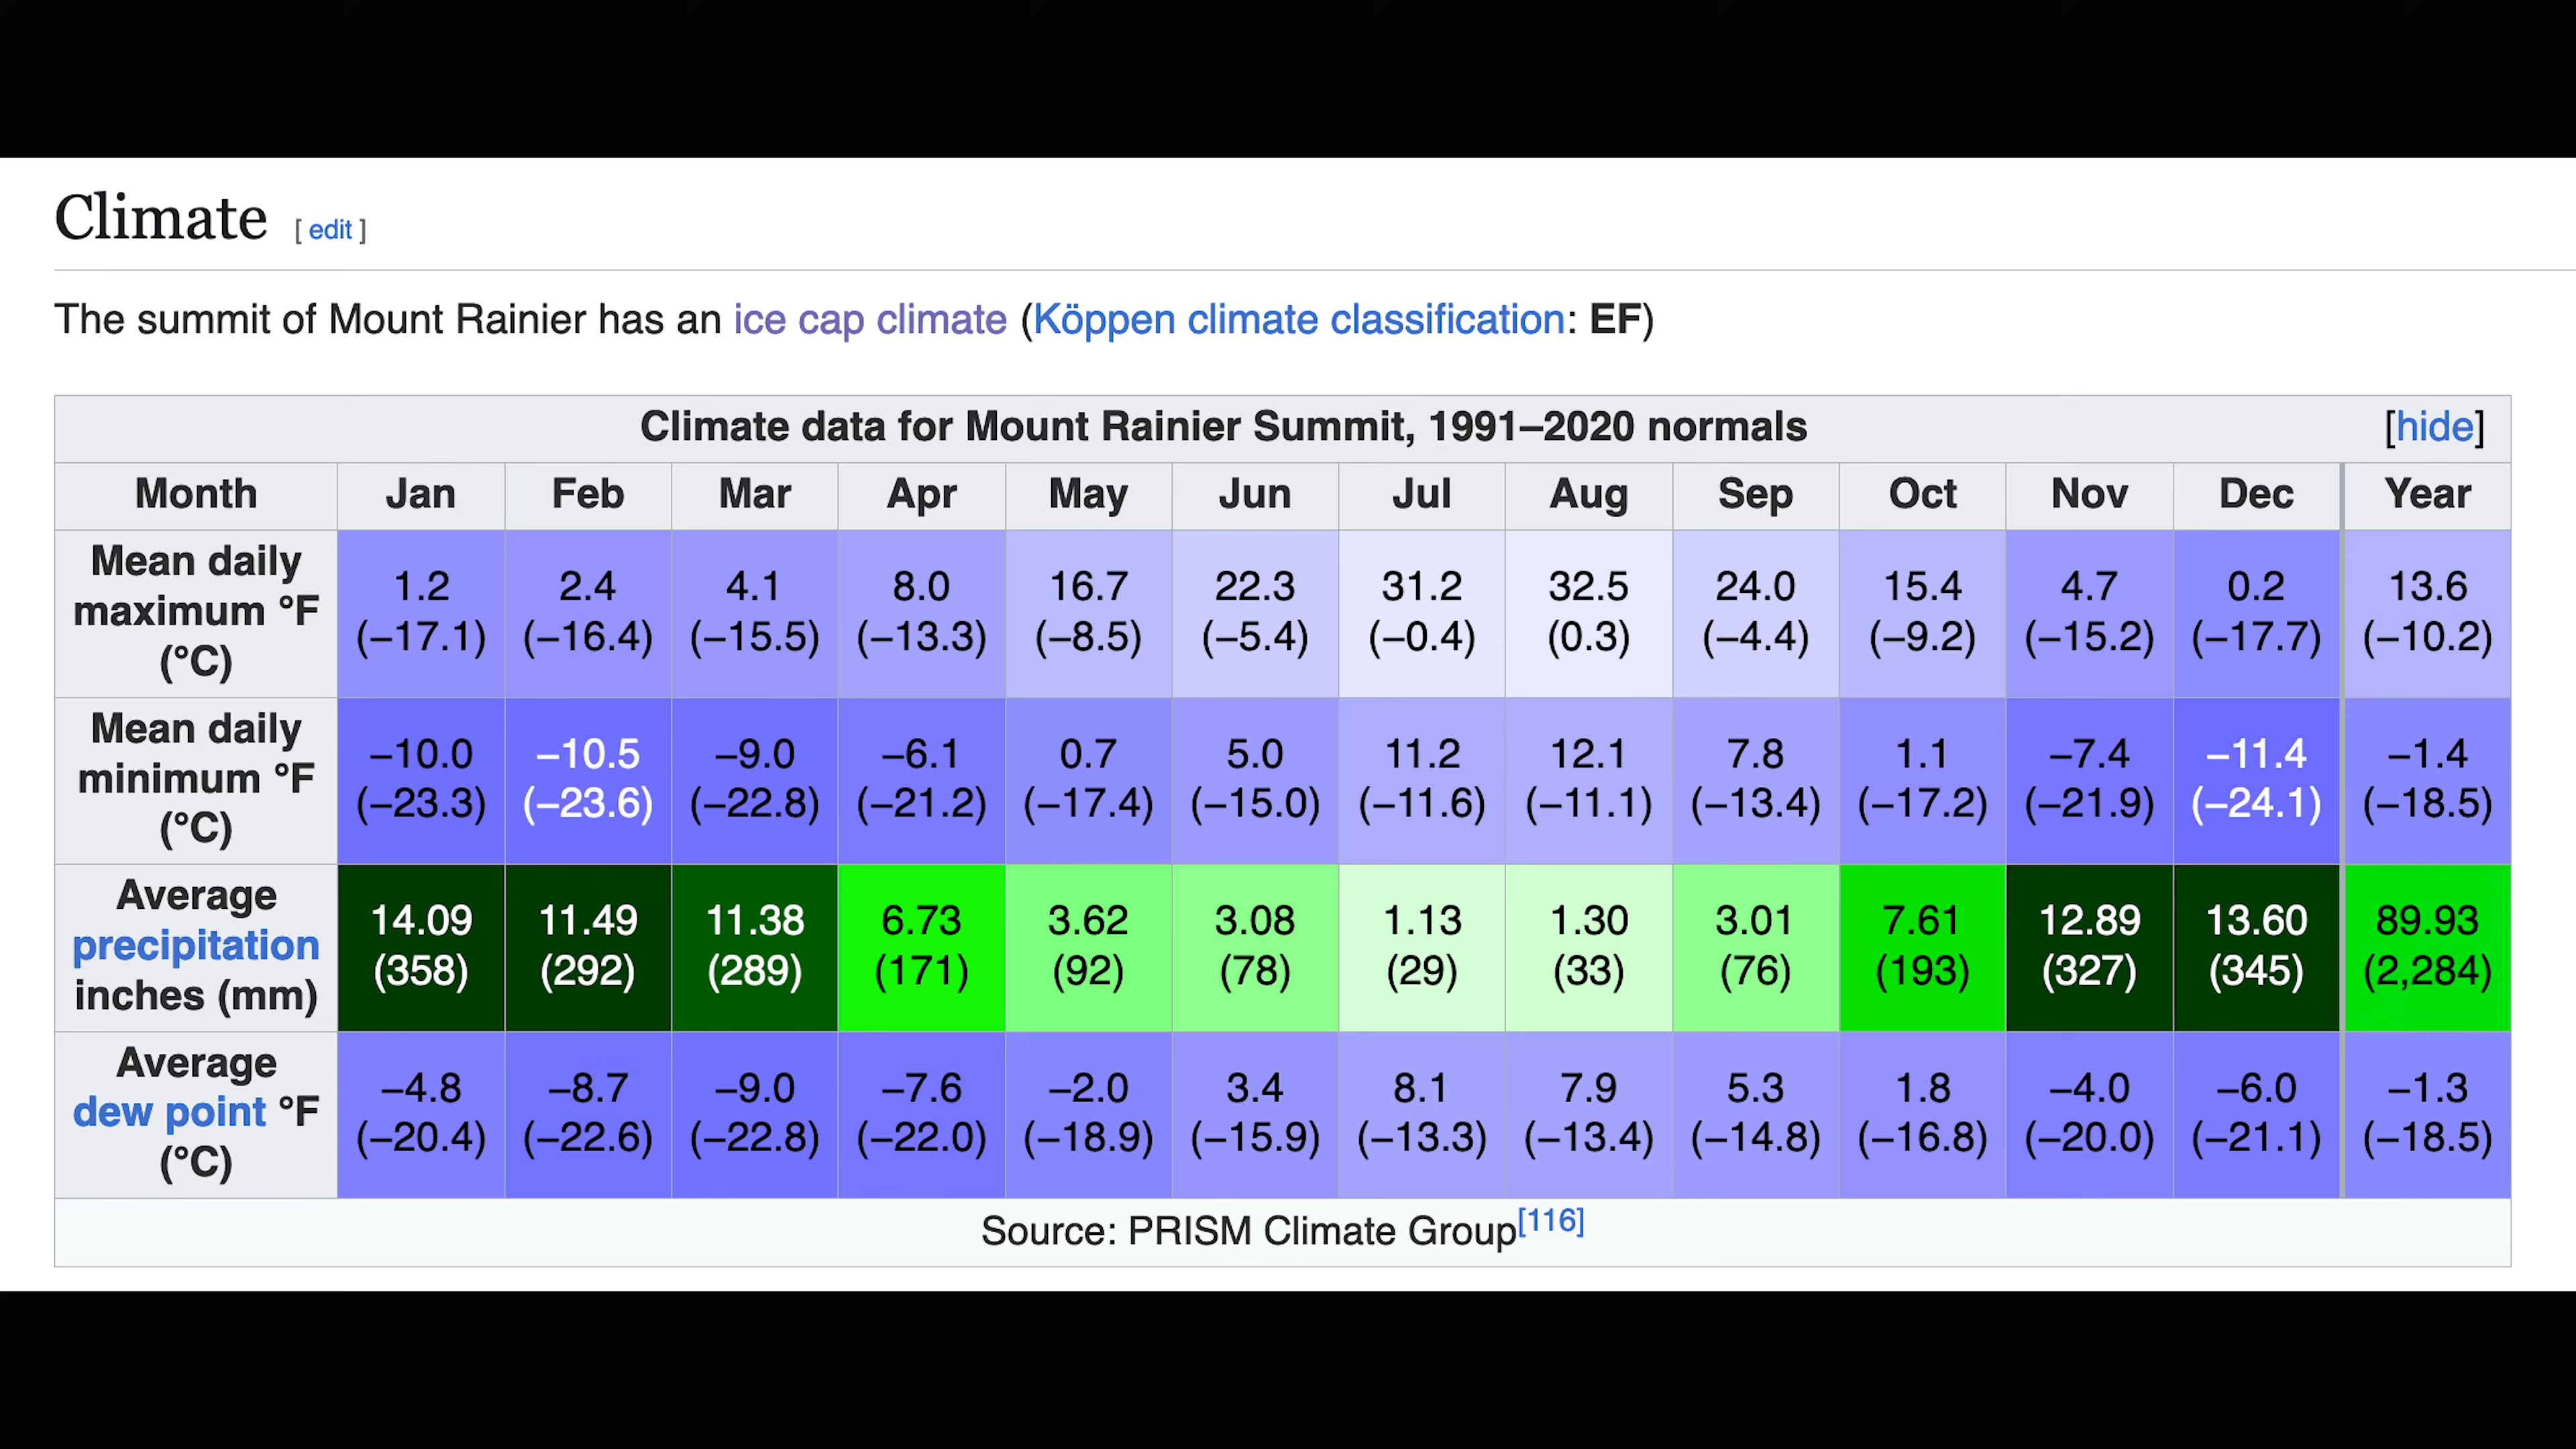 Climate [ edit ]
The summit of Mount Rainier has an ice cap climate (Köppen climate classification: EF)
Climate data for Mount Rainier Summit, 1991–2020 normals [hide]
Month Jan Feb Mar Apr May Jun Jul Aug Sep Oct Nov Dec Year
Mean daily
maximum °F
(°C)
1.2 2.4 4.1 8.0 16.7 22.3 31.2 32.5 24.0 15.4 4.7 0.2 13.6
(−17.1) (−16.4) (−15.5) (−13.3) (−8.5) (−5.4) (−0.4) (0.3) (−4.4) (−9.2) (−15.2) (−17.7) (−10.2)
Mean daily
minimum °F
(°C)
−10.0 −10.5 −9.0 −6.1 0.7 5.0 11.2 12.1 7.8 1.1 −7.4 −11.4 −1.4
(−23.3) (−23.6) (−22.8) (−21.2) (−17.4) (−15.0) (−11.6) (−11.1) (−13.4) (−17.2) (−21.9) (−24.1) (−18.5)
Average
precipitation
inches (mm)
14.09 11.49 11.38 6.73 3.62 3.08 1.13 1.30 3.01 7.61 12.89 13.60 89.93
(358) (292) (289) (171) (92) (78) (29) (33) (76) (193) (327) (345) (2,284)
Average
dew point °F
(°C)
−4.8 −8.7 −9.0 −7.6 −2.0 3.4 8.1 7.9 5.3 1.8 −4.0 −6.0 −1.3
(−20.4) (−22.6) (−22.8) (−22.0) (−18.9) (−15.9) (−13.3) (−13.4) (−14.8) (−16.8) (−20.0) (−21.1) (−18.5)
Source: PRISM Climate Group[116]